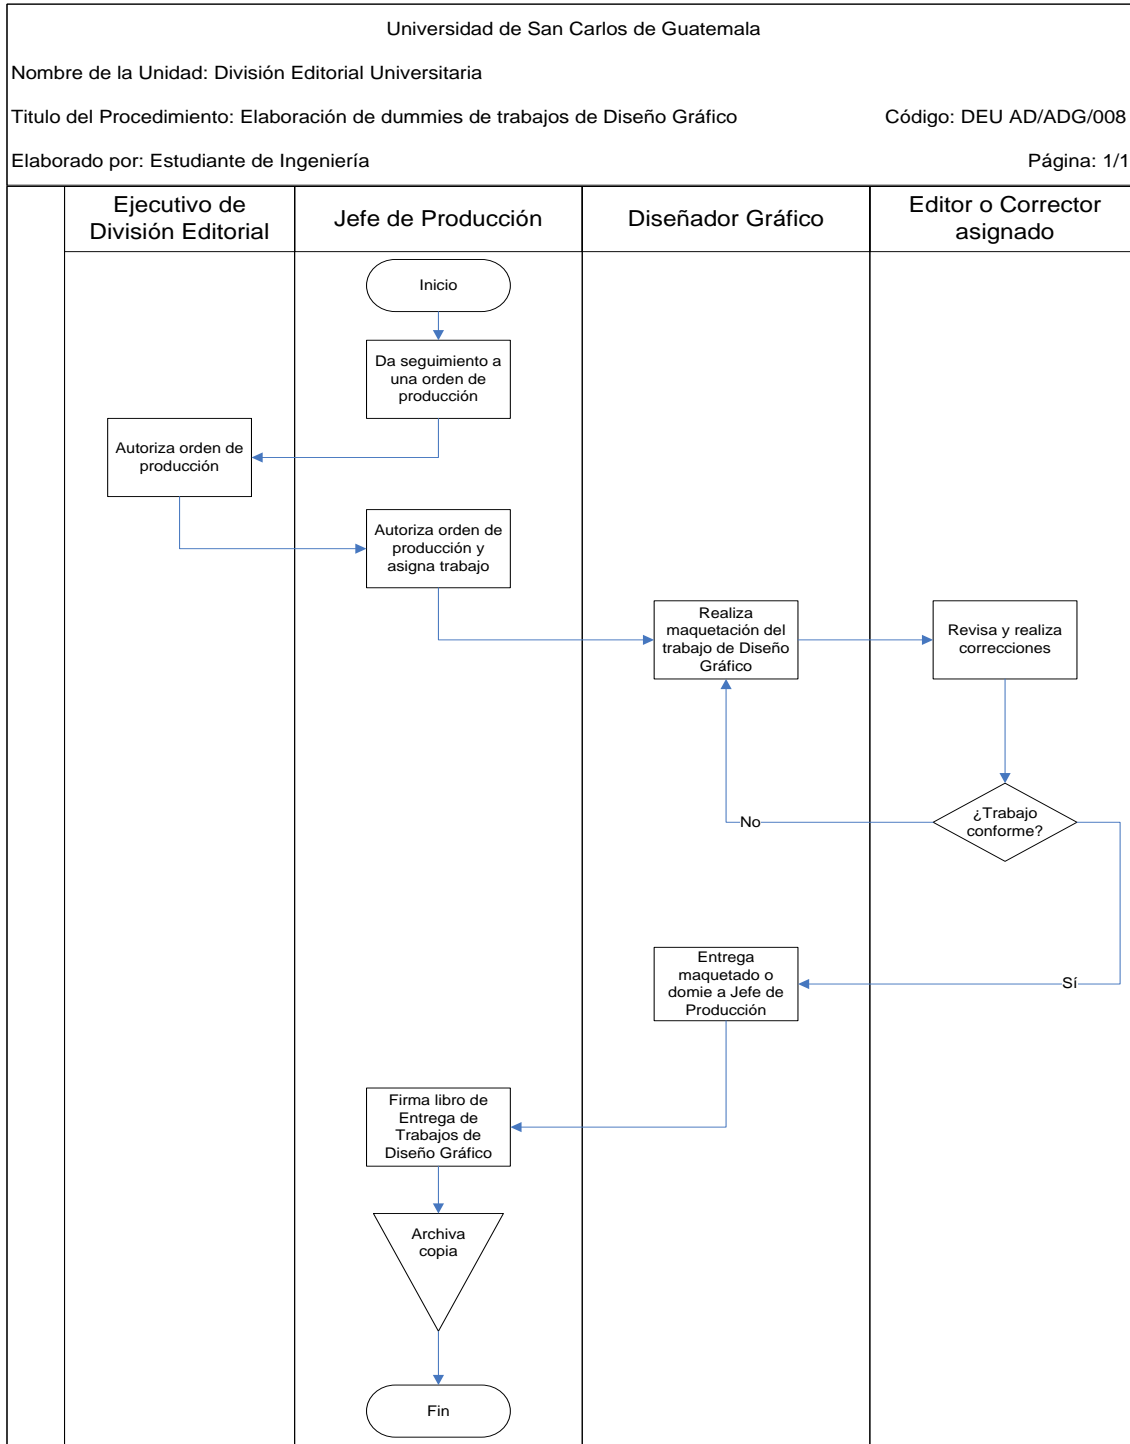 Universidad de San Carlos de Guatemala
Nombre de la Unidad: División Editorial Universitaria
Titulo del Procedimiento: Elaboración de dummies de trabajos de Diseño Gráfico Código: DEU AD/ADG/008
Elaborado por: Estudiante de Ingeniería Página: 1/1
Ejecutivo de
División Editorial
Jefe de Producción
Diseñador Gráfico
Editor o Corrector
asignado
Inicio
Da seguimiento a
una orden de
producción
Autoriza orden de
producción
Autoriza orden de
producción y
asigna trabajo
Realiza
maquetación del
trabajo de Diseño
Gráfico
Revisa y realiza
correcciones
¿Trabajo
conforme?
No
Sí
Entrega
maquetado o
domie a Jefe de
Producción
Firma libro de
Entrega de
Trabajos de
Diseño Gráfico
Archiva
copia
Fin